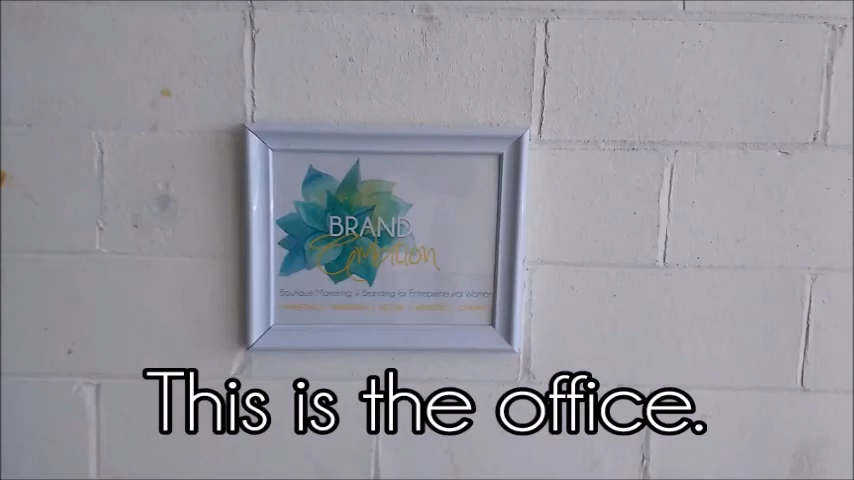 BRAND
Ambition
Boutique Marketing & Branding for Entrepreneurial Women
This is the office.